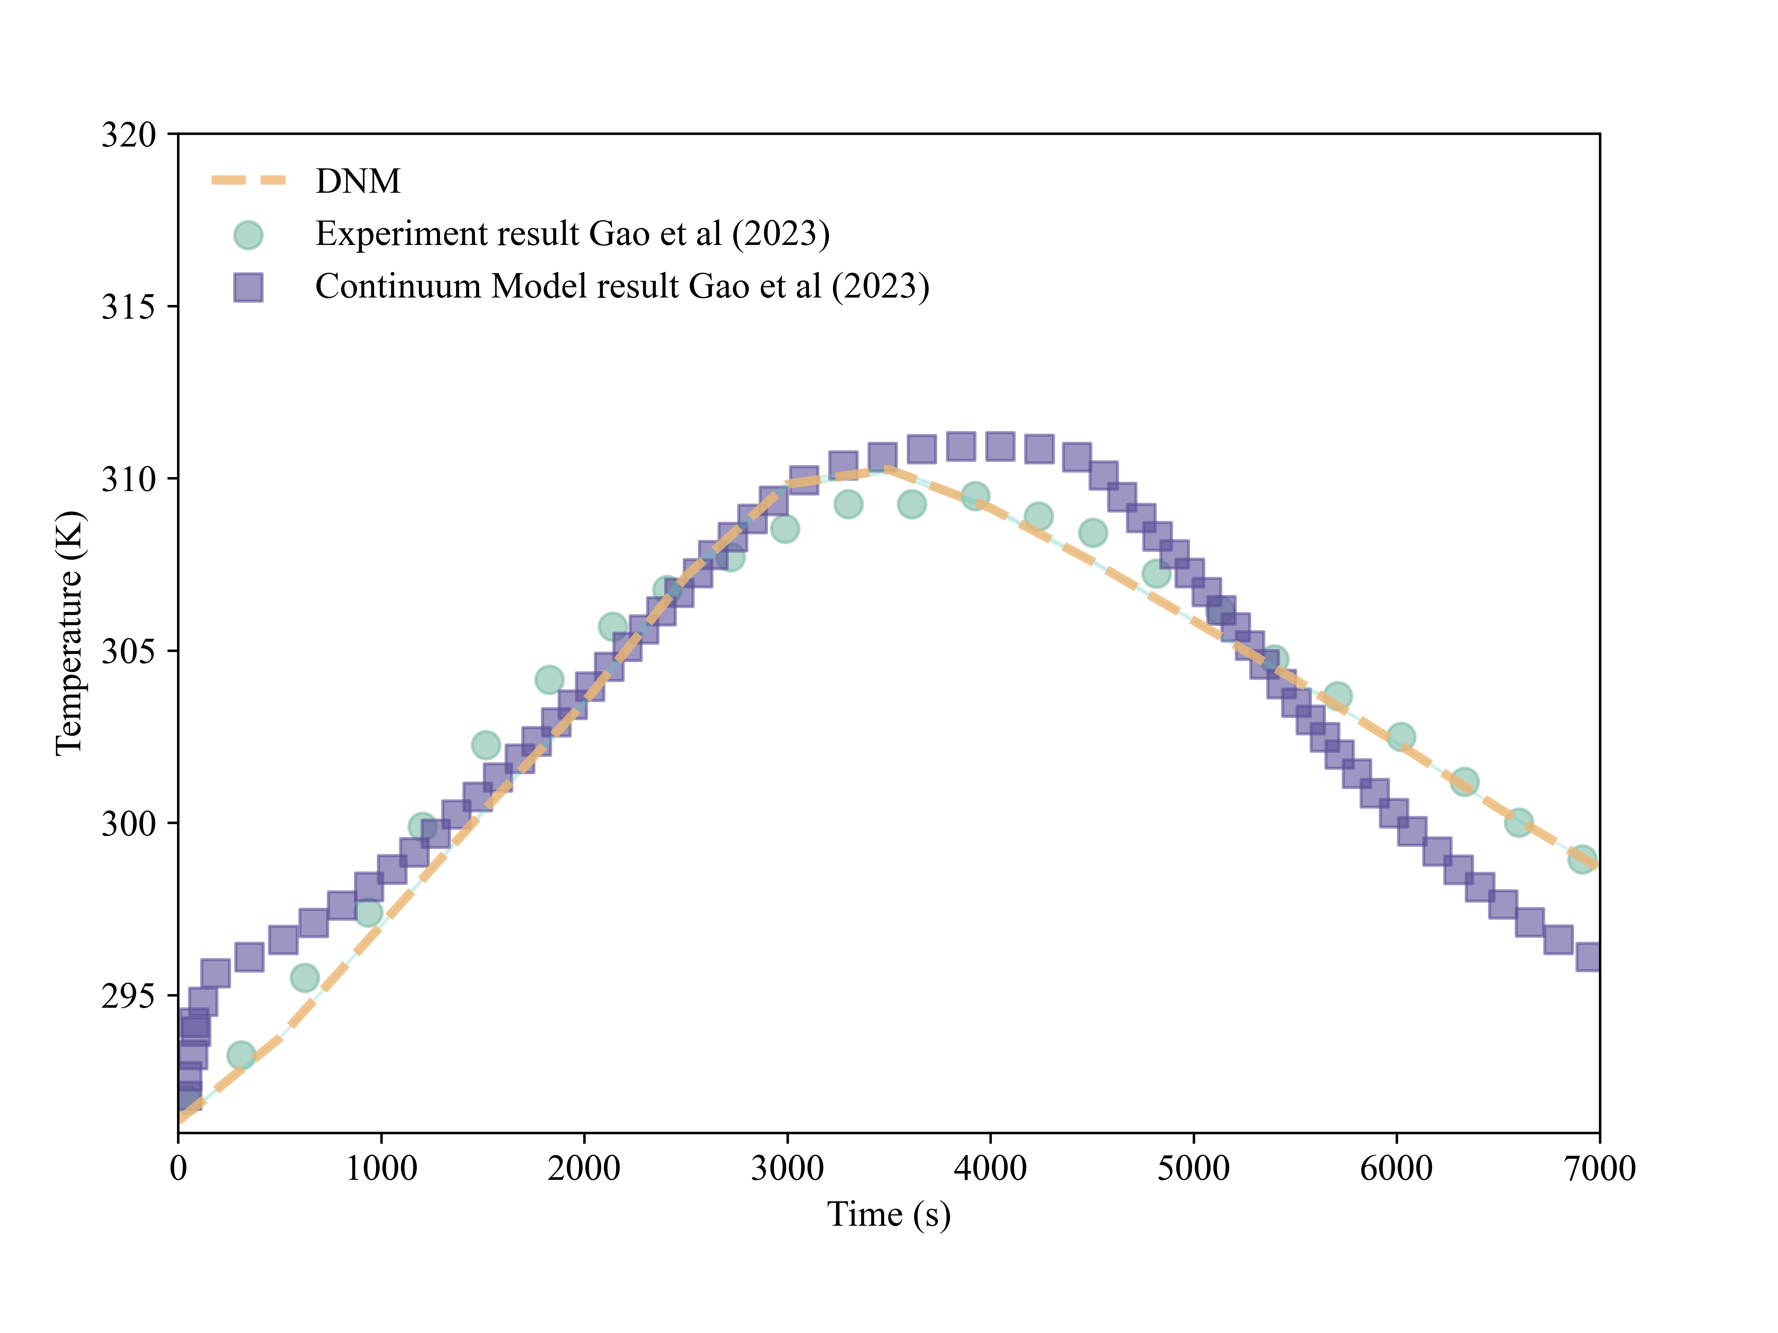 320
315
310
305
300
295
Temperature (K)
DNM
Experiment result Gao et al (2023)
Continuum Model result Gao et al (2023)
0 1000 2000 3000 4000 5000 6000 7000
Time (s)